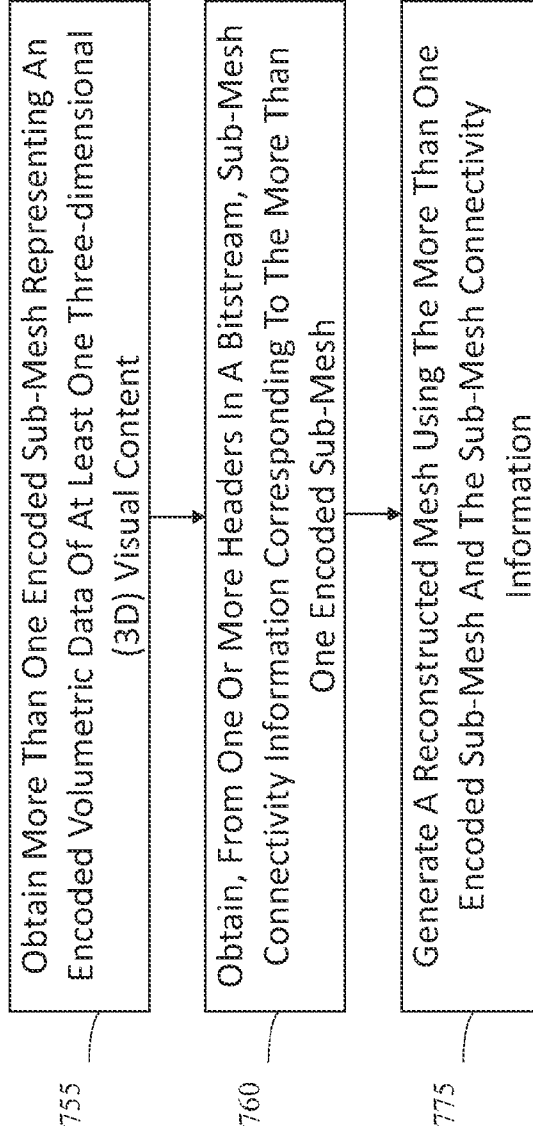 Obtain More Than One Encoded Sub-Mesh Representing An
Encoded Volumetric Data Of At Least One Three-dimensional
(3D) Visual Content
755
Obtain, From One Or More Headers In A Bitstream, Sub-Mesh
Connectivity Information Corresponding To The More Than
One Encoded Sub-Mesh
760
Generate A Reconstructed Mesh Using The More Than One
Encoded Sub-Mesh And The Sub-Mesh Connectivity
Information
775